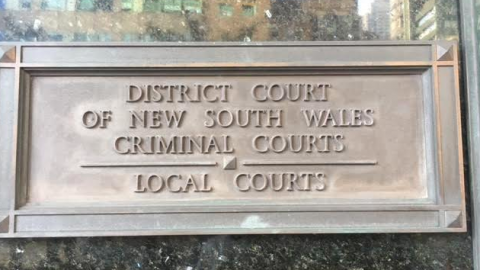 DISTRICT COURT
OF NEW SOUTH WALES
CRIMINAL COURTS
LOCAL COURTS